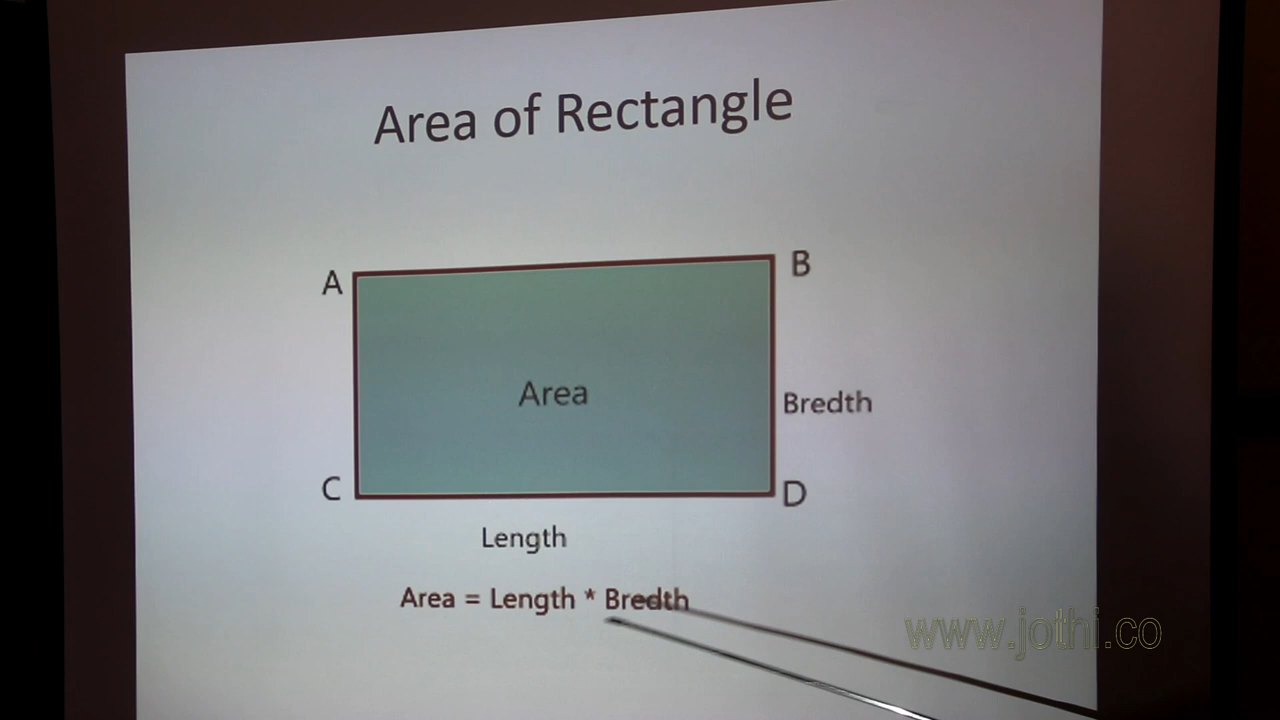 Area of Rectangle
A
B
Area
Bredth
C
D
Length
Area = Length * Bredth
www.jothi.co